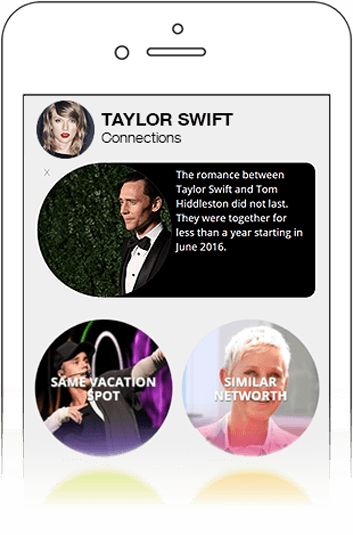 TAYLOR SWIFT
Connections
X
The romance between
Taylor Swift and Tom
Hiddleston did not last.
They were together for
less than a year starting in
June 2016.
SAME VACATION
SPOT
SIMILAR
NETWORTH